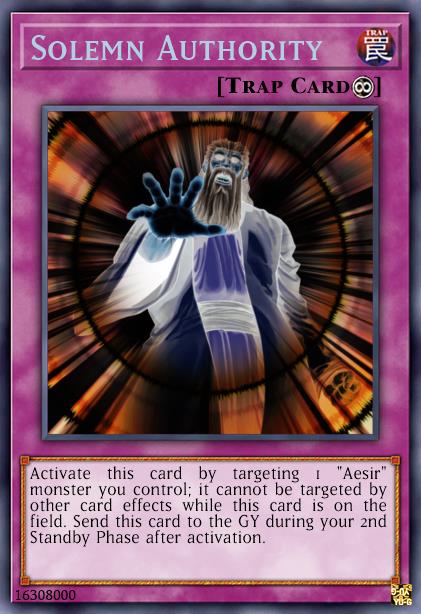 Solemn Authority
TRAP
罠
[Trap Card]
Activate this card by targeting 1 "Aesir"
monster you control; it cannot be targeted by
other card effects while this card is on the
field. Send this card to the GY during your 2nd
Standby Phase after activation.
16308000